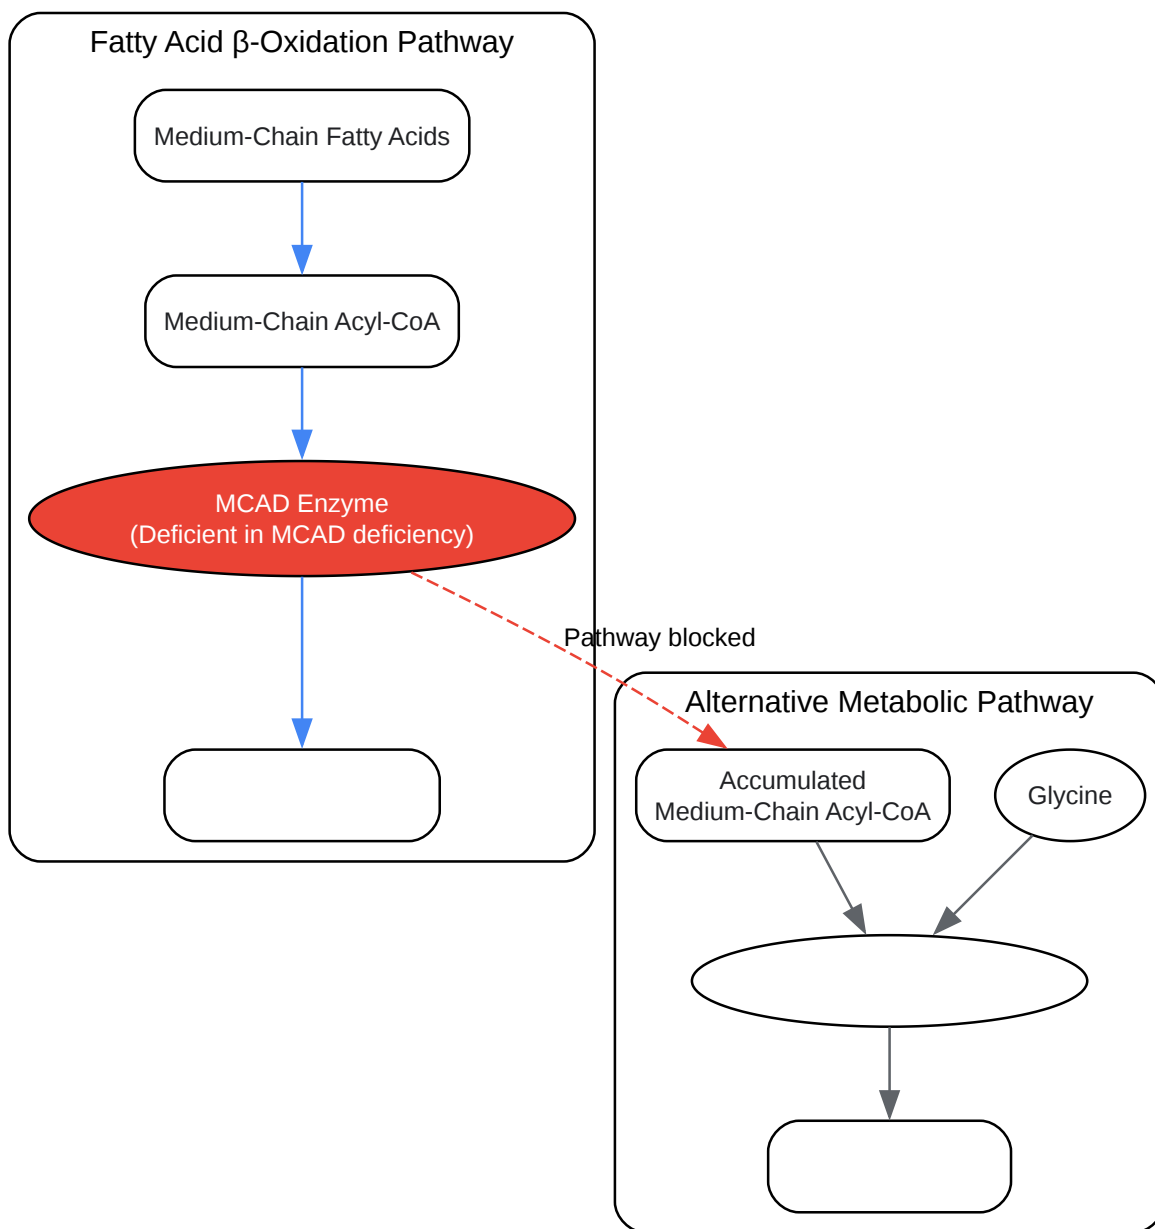 Fatty Acid β-Oxidation Pathway
Medium-Chain Fatty Acids
Medium-Chain Acyl-CoA
MCAD Enzyme
(Deficient in MCAD deficiency)
Pathway blocked
Alternative Metabolic Pathway
Accumulated
Medium-Chain Acyl-CoA
Glycine